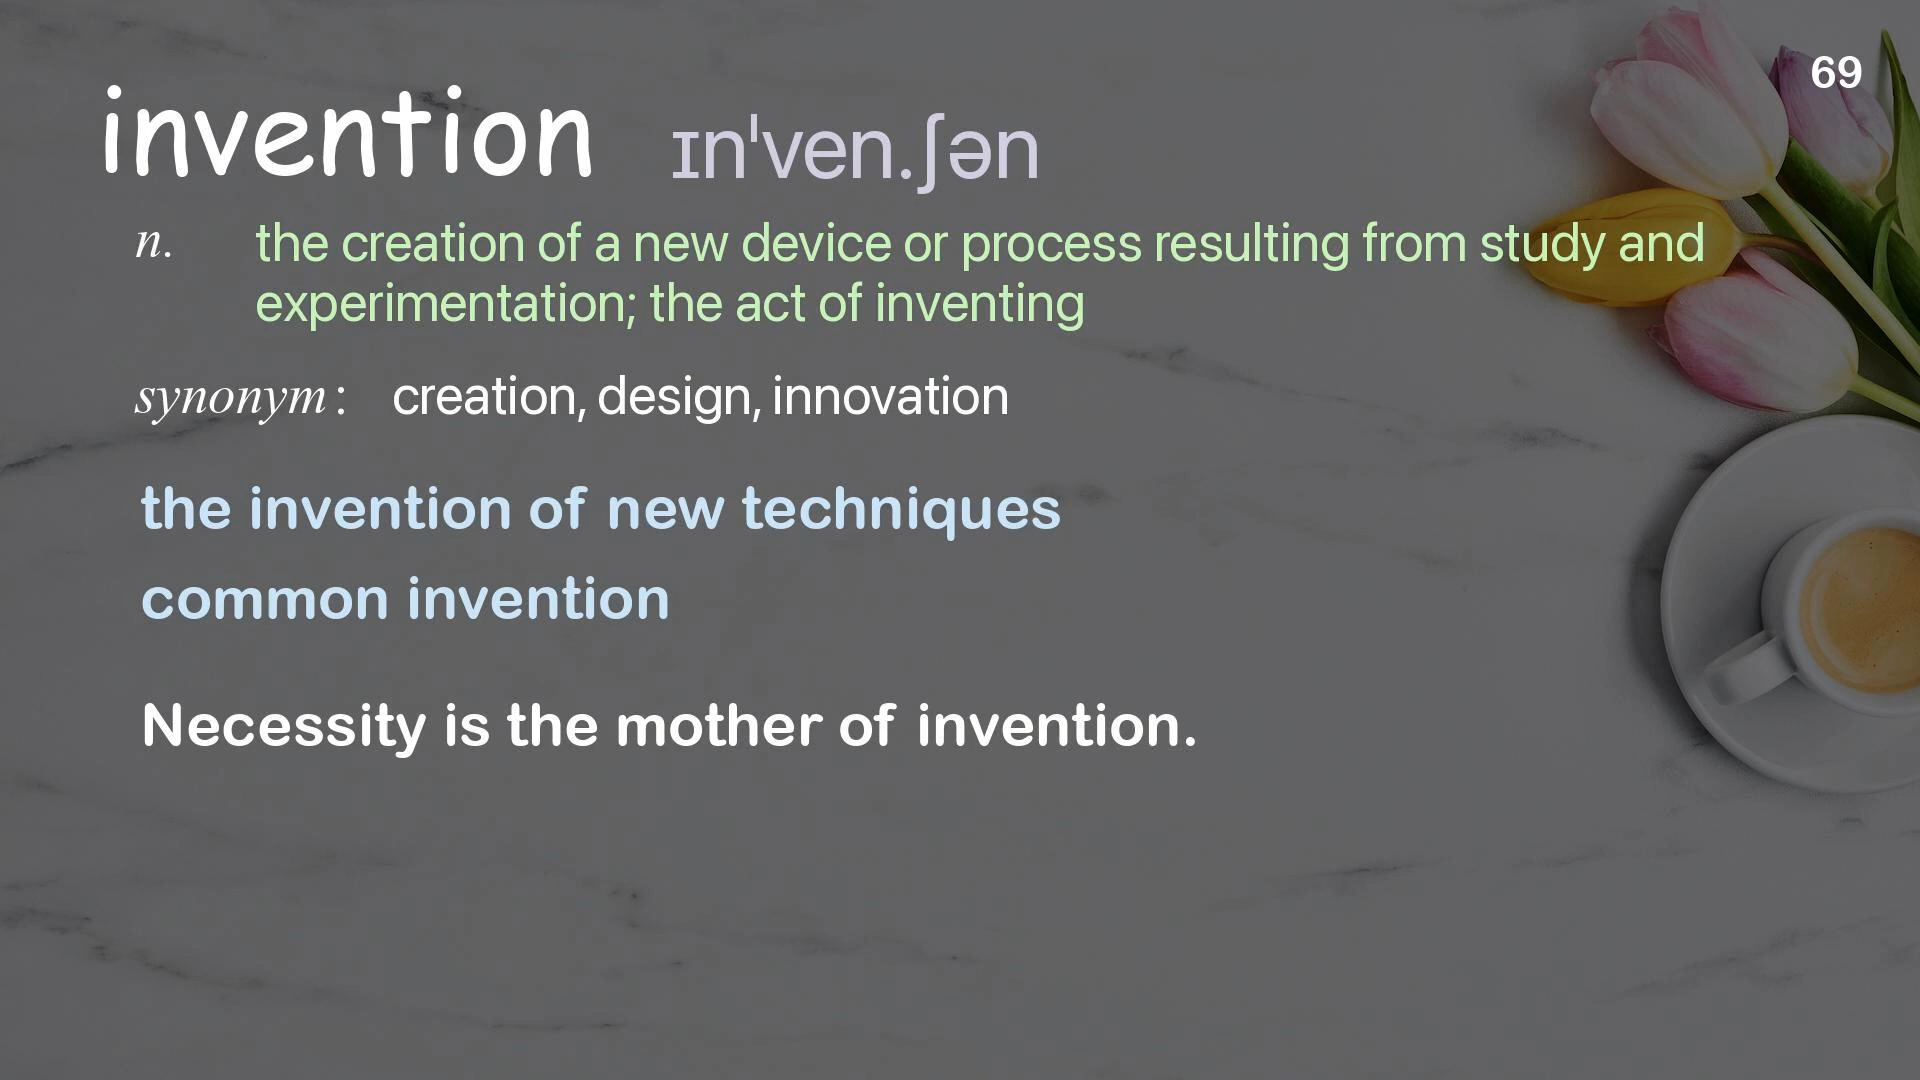 69
invention ɪnˈven.ʃən
n. the creation of a new device or process resulting from study and
experimentation; the act of inventing
synonym: creation, design, innovation
the invention of new techniques
common invention
Necessity is the mother of invention.